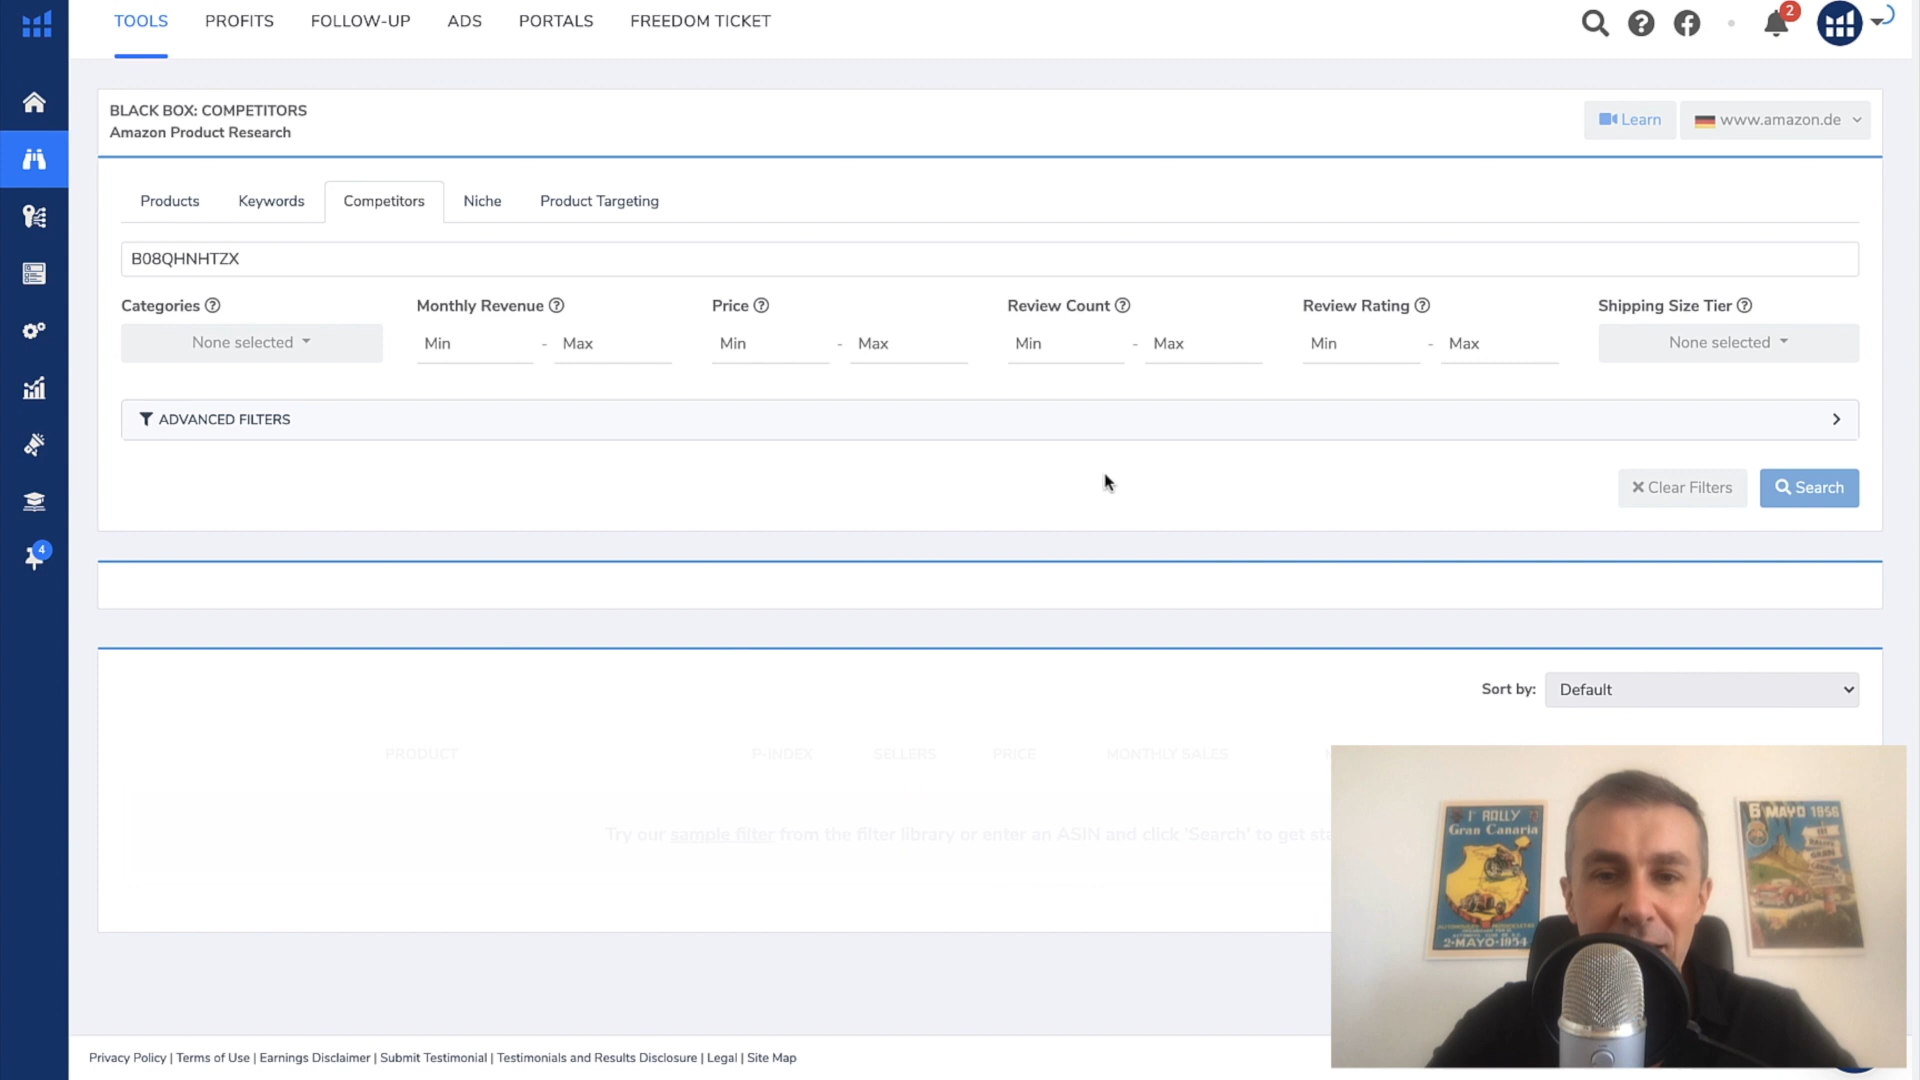 TOOLS PROFITS FOLLOW-UP ADS PORTALS FREEDOM TICKET
2
BLACK BOX: COMPETITORS
Amazon Product Research
Learn www.amazon.de
Products Keywords Competitors Niche Product Targeting
B08QHNHTZX
Categories Monthly Revenue Price Review Count Review Rating Shipping Size Tier
None selected Min - Max Min - Max Min - Max Min - Max None selected
ADVANCED FILTERS
Clear Filters Search
4
Sort by: Default
PRODUCT P-INDEX SELLERS PRICE MONTHLY SALES
Try our sample filter from the filter library or enter an ASIN and click 'Search' to get
1er RALLY
Gran Canaria
2-MAYO-1954
6 MAYO 1956
Privacy Policy | Terms of Use | Earnings Disclaimer | Submit Testimonial | Testimonials and Results Disclosure | Legal | Site Map